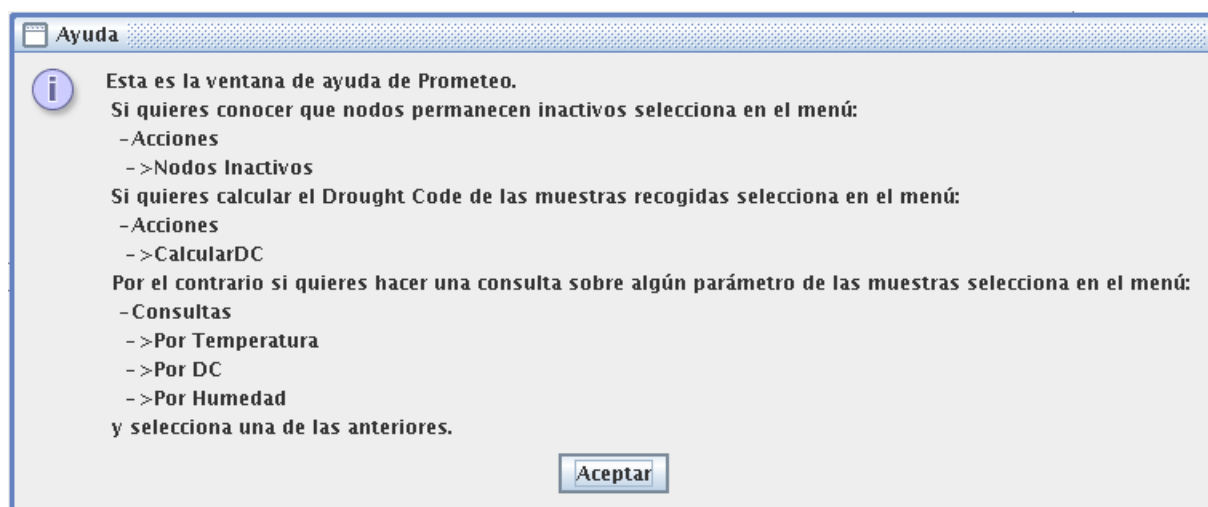 Ayuda
Esta es la ventana de ayuda de Prometeo.
Si quieres conocer que nodos permanecen inactivos selecciona en el menú:
-Acciones
->Nodos Inactivos
Si quieres calcular el Drought Code de las muestras recogidas selecciona en el menú:
-Acciones
->CalcularDC
Por el contrario si quieres hacer una consulta sobre algún parámetro de las muestras selecciona en el menú:
-Consultas
->Por Temperatura
->Por DC
->Por Humedad
y selecciona una de las anteriores.
Aceptar